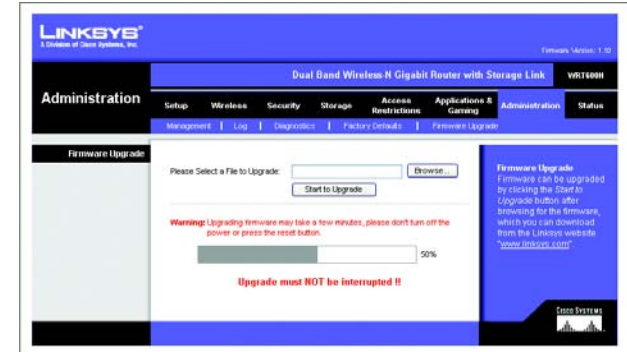 LINKSYS®
A Division of Cisco Systems, Inc.
Firmware Version: 1.10
Dual Band Wireless-N Gigabit Router with Storage Link WRT600N
Administration
Setup Wireless Security Storage Access Restrictions Applications & Gaming Administration Status
Management | Log | Diagnostics | Factory Defaults | Firmware Upgrade
Firmware Upgrade
Please Select a File to Upgrade: Browse...
Start to Upgrade
Warning: Upgrading firmware may take a few minutes, please don't turn off the
power or press the reset button.
50%
Upgrade must NOT be interrupted !!
Firmware Upgrade
Firmware can be upgraded
by clicking the Start to
Upgrade button after
browsing for the firmware,
which you can download
from the Linksys website
"www.linksys.com".
CISCO SYSTEMS